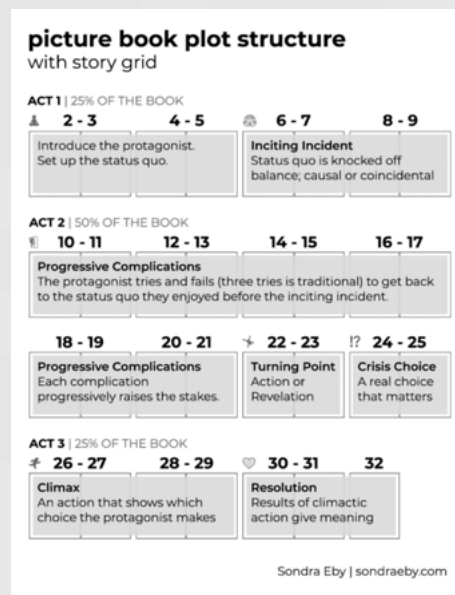 picture book plot structure
with story grid
ACT 1 | 25% OF THE BOOK
2 - 3 4 - 5 6 - 7 8 - 9
Introduce the protagonist.
Set up the status quo.
Inciting Incident
Status quo is knocked off
balance; causal or coincidental
ACT 2 | 50% OF THE BOOK
10 - 11 12 - 13 14 - 15 16 - 17
Progressive Complications
The protagonist tries and fails (three tries is traditional) to get back
to the status quo they enjoyed before the inciting incident.
18 - 19 20 - 21 22 - 23 !? 24 - 25
Progressive Complications
Each complication
progressively raises the stakes.
Turning Point
Action or
Revelation
Crisis Choice
A real choice
that matters
ACT 3 | 25% OF THE BOOK
26 - 27 28 - 29 30 - 31 32
Climax
An action that shows which
choice the protagonist makes
Resolution
Results of climactic
action give meaning
Sondra Eby | sondraeby.com